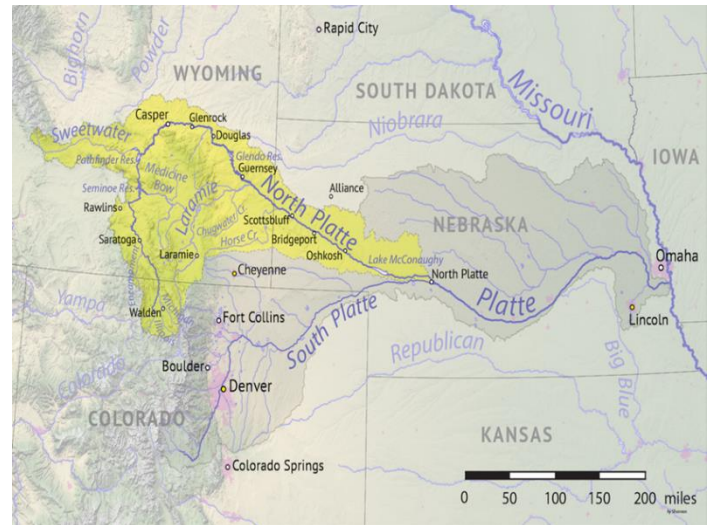 Rapid City
Bighorn
Powder
WYOMING
SOUTH DAKOTA
Missouri
Niobrara
IOWA
Casper
Glenrock
Douglas
Sweetwater
Pathfinder Res.
Glendo Res.
Guernsey
Medicine
Bow
Seminoe Res.
Laramie
North Platte
Alliance
NEBRASKA
Rawlins
Chugwater Cr.
Scottsbluff
Saratoga
Horse Cr.
Bridgeport
Laramie
Oshkosh
Lake McConaughy
Omaha
Cheyenne
North Platte
Platte
Yampa
Walden
Fort Collins
South Platte
Lincoln
Republican
Big Blue
Boulder
Colorado
Denver
COLORADO
KANSAS
Colorado Springs
0 50 100 150 200 miles